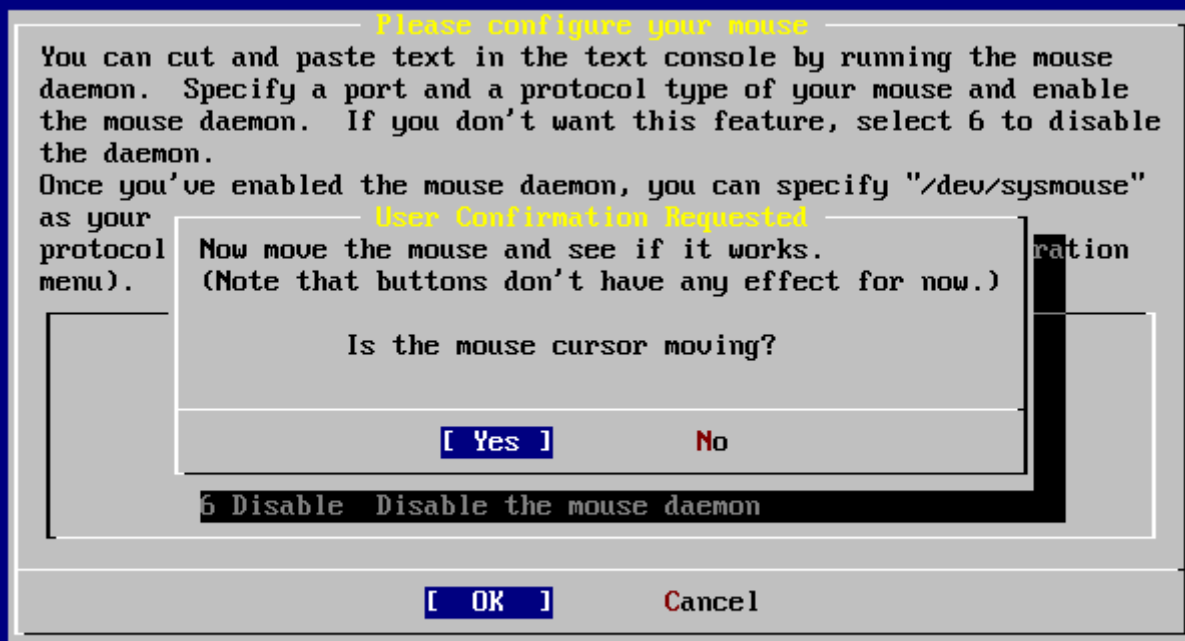 Please configure your mouse
You can cut and paste text in the text console by running the mouse
daemon.  Specify a port and a protocol type of your mouse and enable
the mouse daemon.  If you don't want this feature, select 6 to disable
the daemon.
Once you've enabled the mouse daemon, you can specify "/dev/sysmouse"
as your
protocol ration
menu).
User Confirmation Requested
Now move the mouse and see if it works.
(Note that buttons don't have any effect for now.)
Is the mouse cursor moving?
[ Yes ] No
6 Disable  Disable the mouse daemon
[ OK ] Cancel